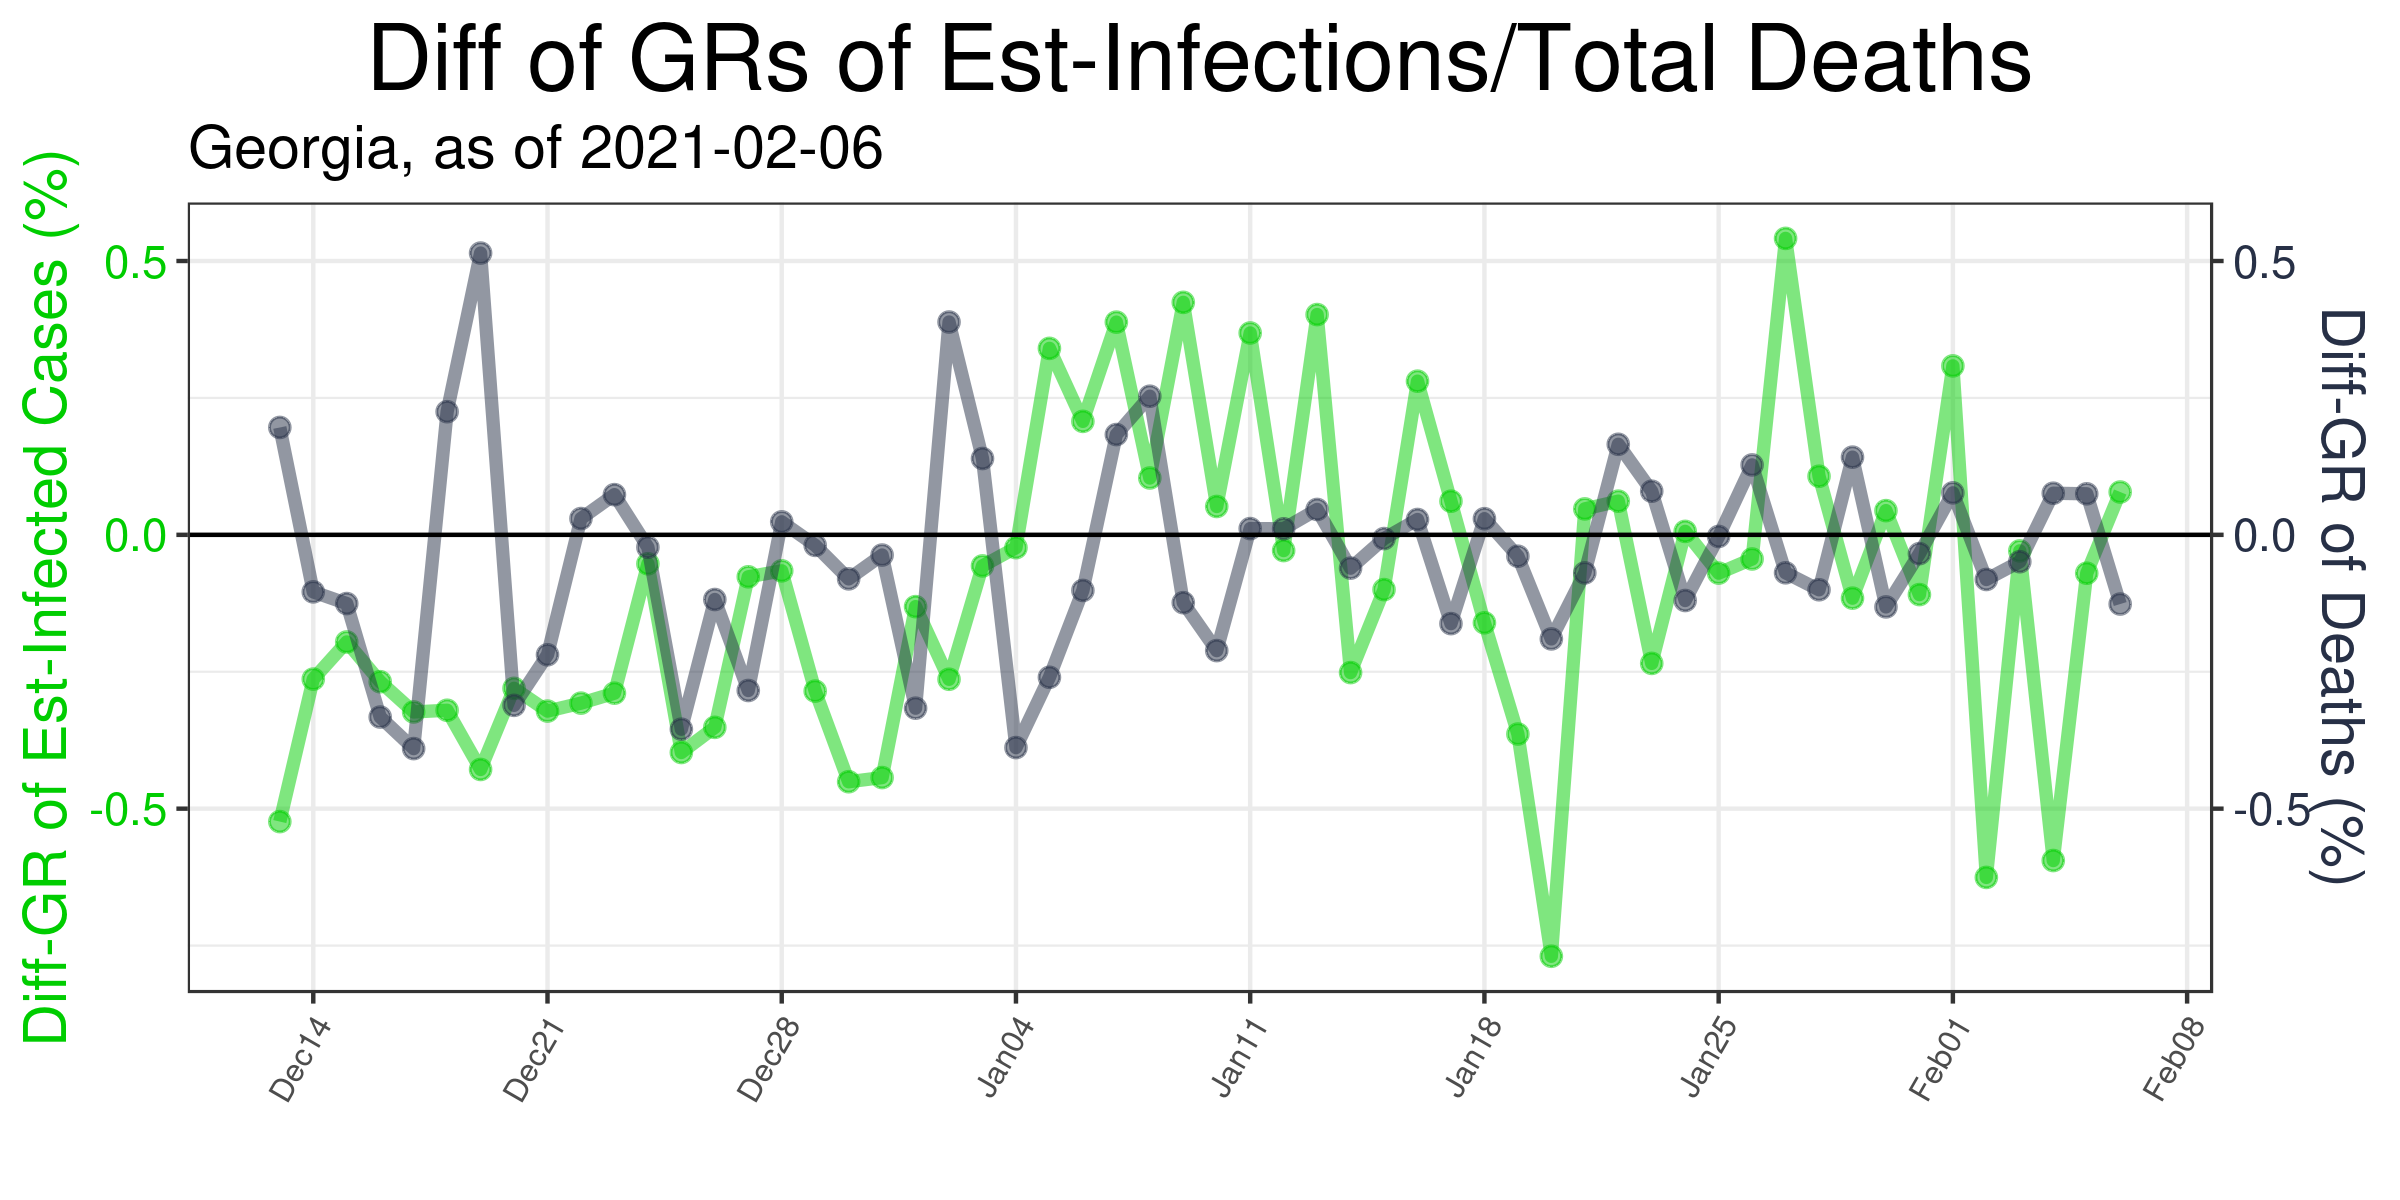 Diff of GRs of Est-Infections/Total Deaths
Georgia, as of 2021-02-06
Diff-GR of Est-Infected Cases (%)
0.5
0.0
-0.5
0.5
0.0
-0.5
Diff-GR of Deaths (%)
Dec14
Dec21
Dec28
Jan04
Jan11
Jan18
Jan25
Feb01
Feb08